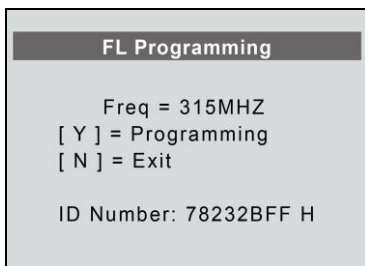 FL Programming
Freq = 315MHZ
[ Y ] = Programming
[ N ] = Exit
ID Number: 78232BFF H